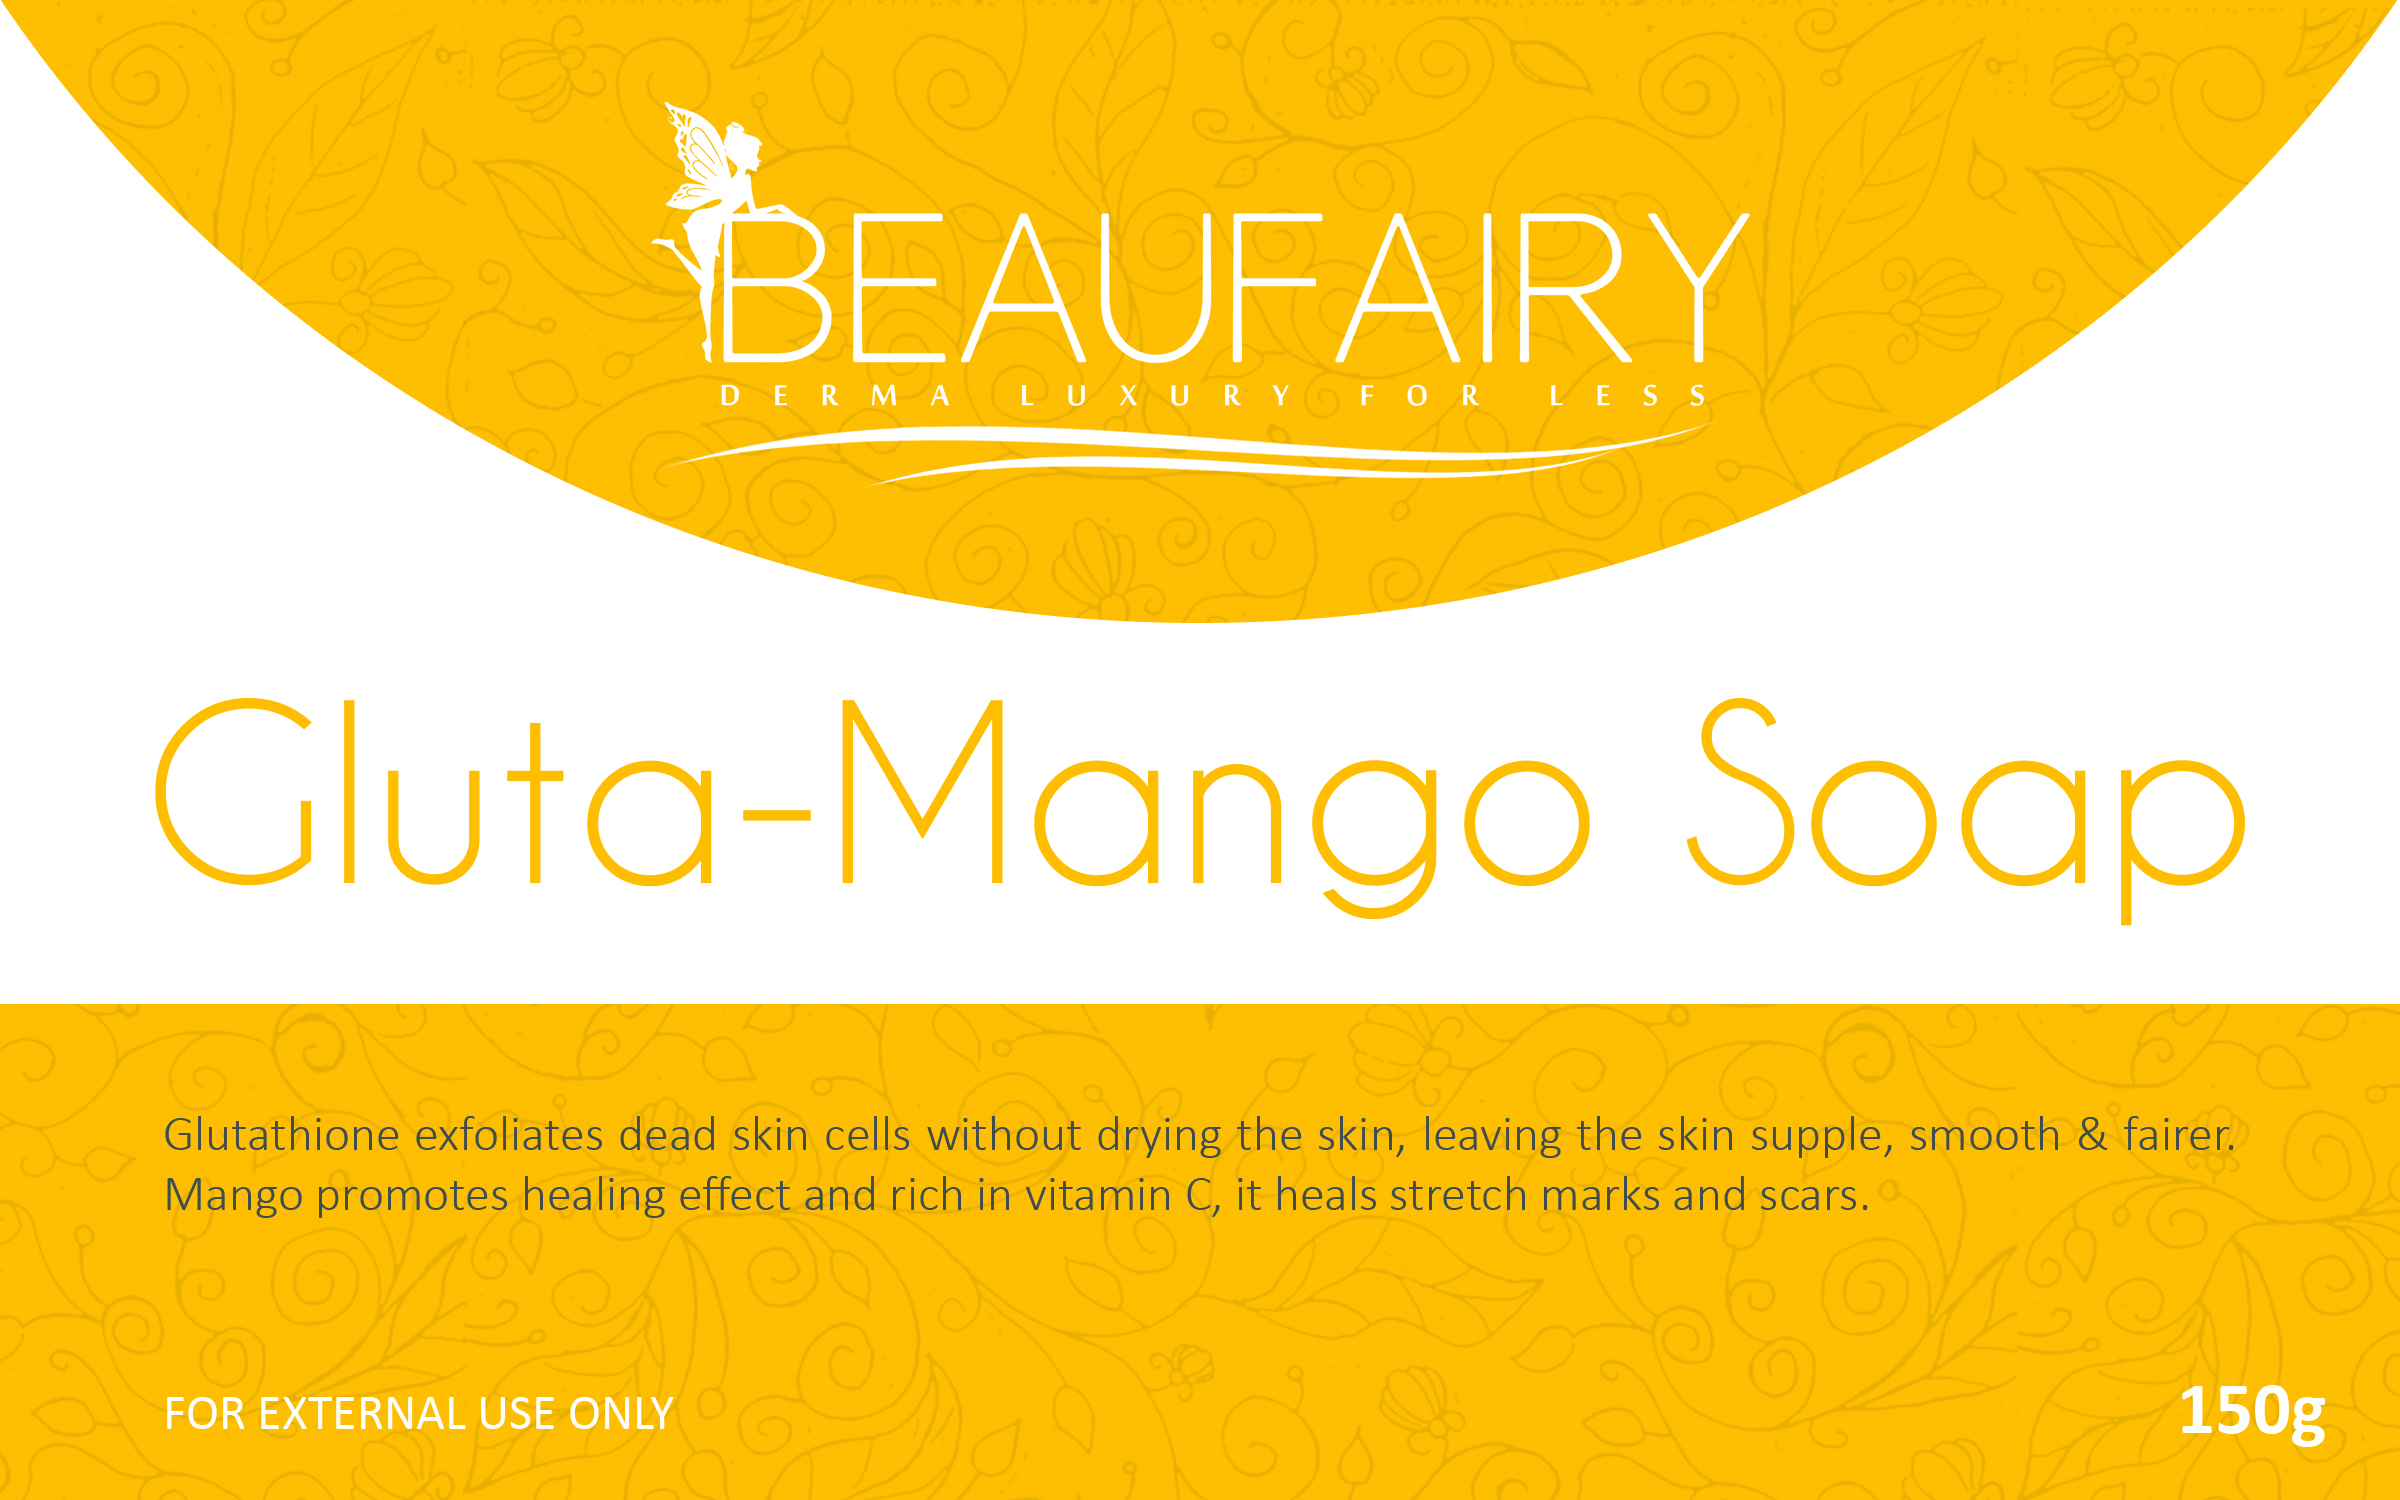 BEAUFAIRY
DERMA LUXURY FOR LESS
Gluta-Mango Soap
Glutathione exfoliates dead skin cells without drying the skin, leaving the skin supple, smooth & fairer.
Mango promotes healing effect and rich in vitamin C, it heals stretch marks and scars.
FOR EXTERNAL USE ONLY
150g